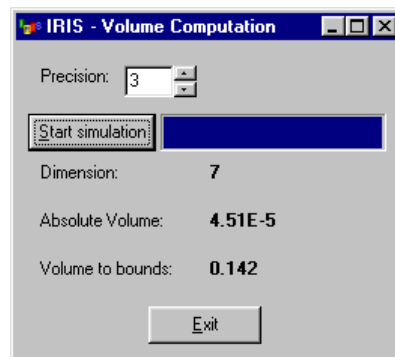 IRIS - Volume Computation
Precision: 3
Start simulation
Dimension: 7
Absolute Volume: 4.51E-5
Volume to bounds: 0.142
Exit